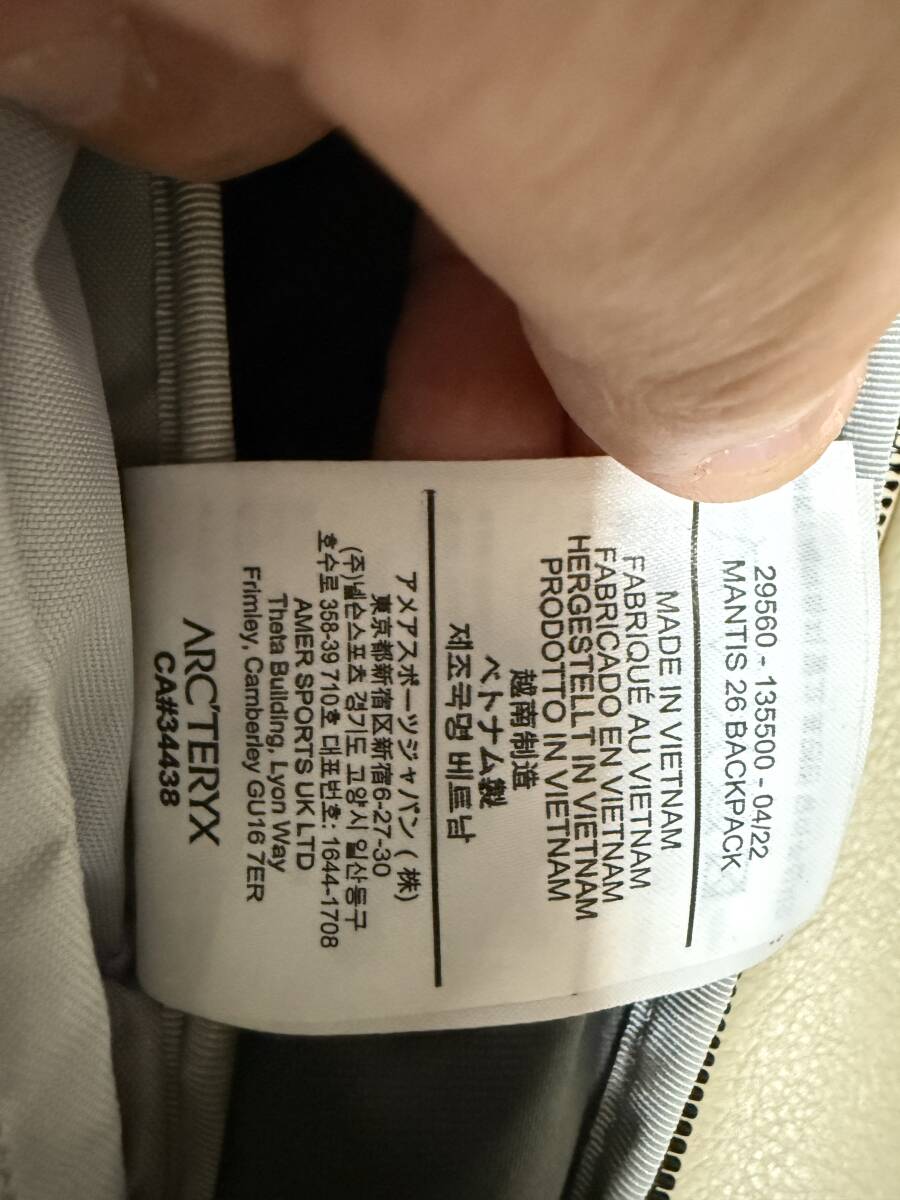 29560 - 135500 - 04/22
MANTIS 26 BACKPACK
MADE IN VIETNAM
FABRIQUÉ AU VIETNAM
FABRICADO EN VIETNAM
HERGESTELLT IN VIETNAM
PRODOTTO IN VIETNAM
越南制造
ベトナム製
제조국명 베트남
アメアスポーツジャパン (株)
東京都新宿区新宿6-27-30
(주)넬슨스포츠 경기도 고양시 일산동구
호수로 358-39 710호 대표번호: 1644-1708
AMER SPORTS UK LTD
Theta Building, Lyon Way
Frimley, Camberley GU16 7ER
ARC'TERYX
CA#34438